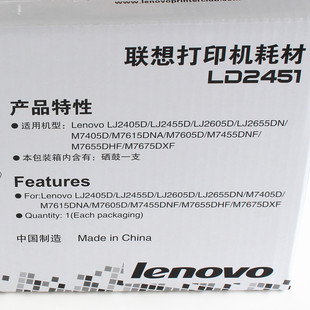 www.lenovoprinterclub.com
联想打印机耗材
LD2451
产品特性
●适用机型：Lenovo LJ2405D/LJ2455D/LJ2605D/LJ2655DN/
M7405D/M7615DNA/M7605D/M7455DNF/
M7655DHF/M7675DXF
●本包装箱内含有：硒鼓一支
Features
●For:Lenovo LJ2405D/LJ2455D/LJ2605D/LJ2655DN/M7405D/
M7615DNA/M7605D/M7455DNF/M7655DHF/M7675DXF
●Quantity: 1(Each packaging)
中国制造 Made in China
lenovo